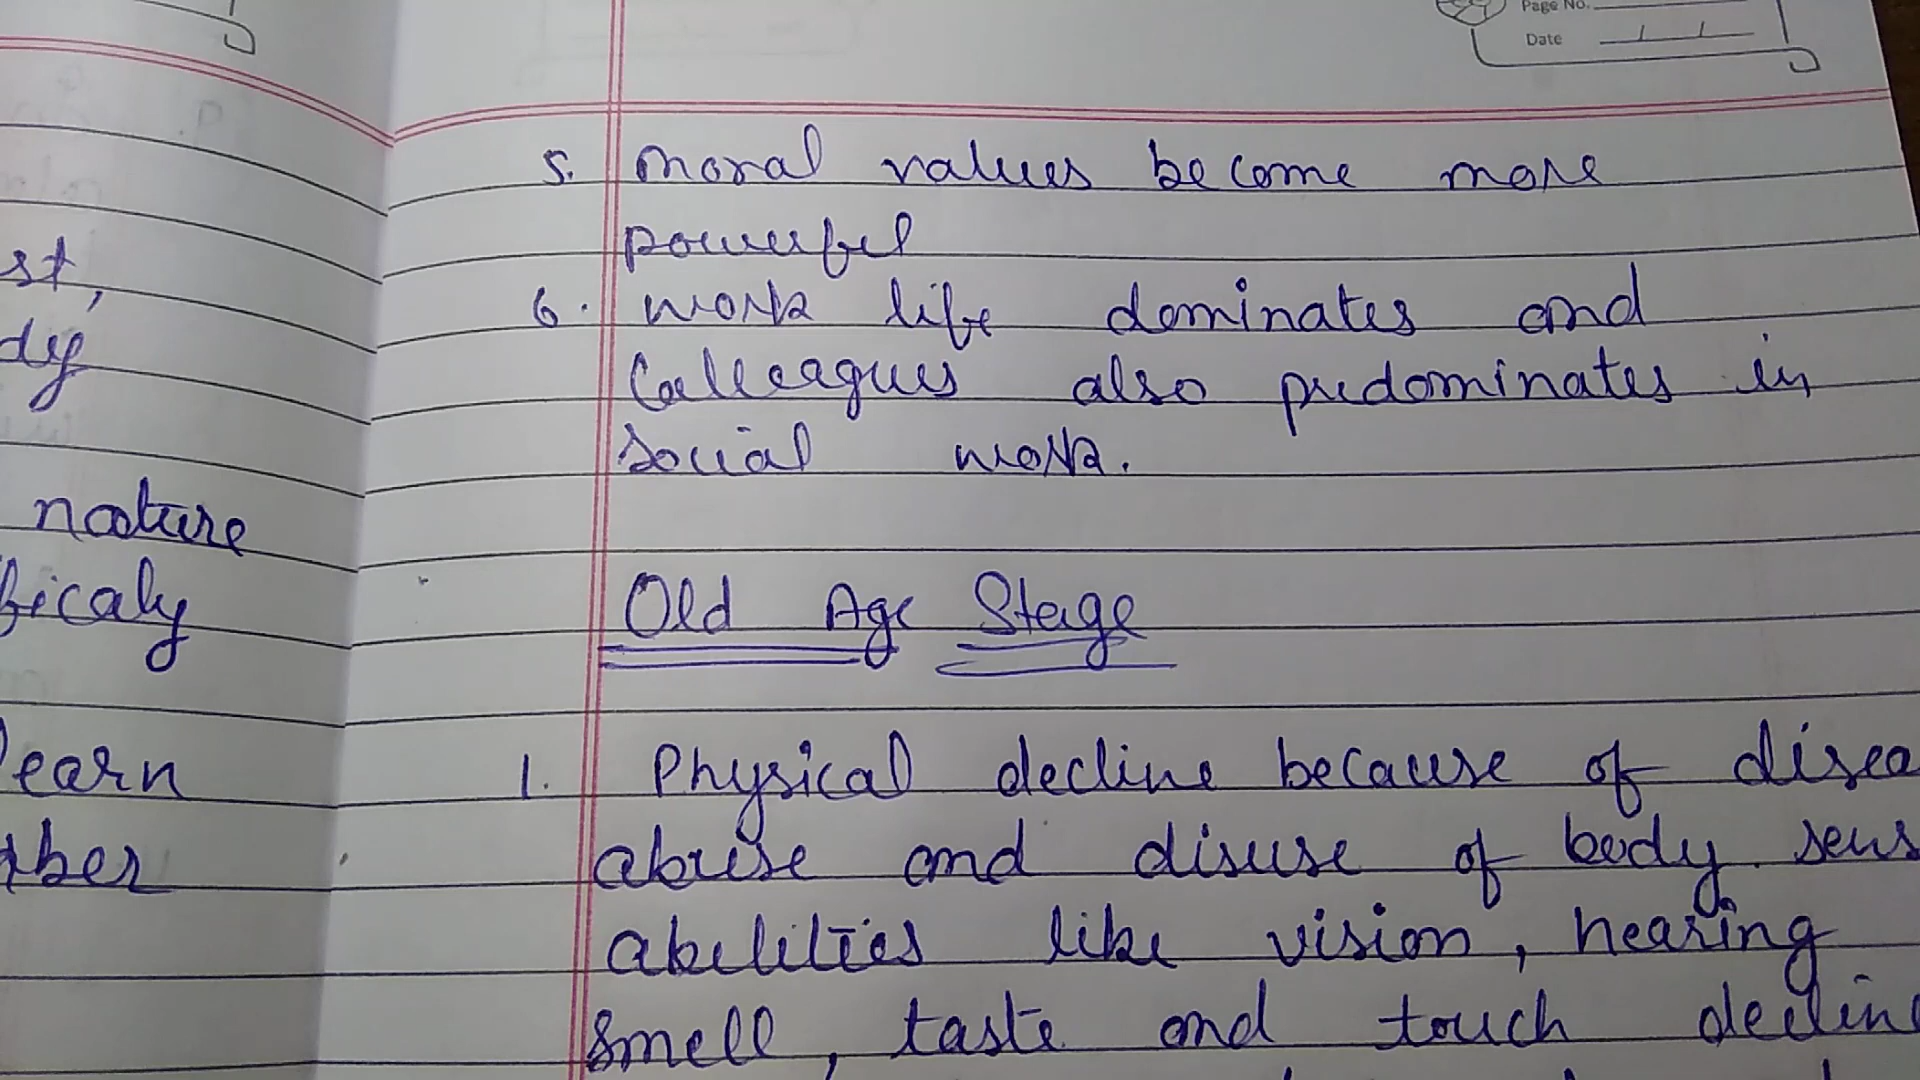 Page No.
Date
st,
dy
nature
ficaly
learn
ber
5. Moral values become more
powerful
6. work life dominates and
Colleagues also predominates in
social work.
Old Age Stage
1. Physical decline because of disea
abuse and disuse of body. sens
abilities like vision, hearing
smell, taste and touch declin